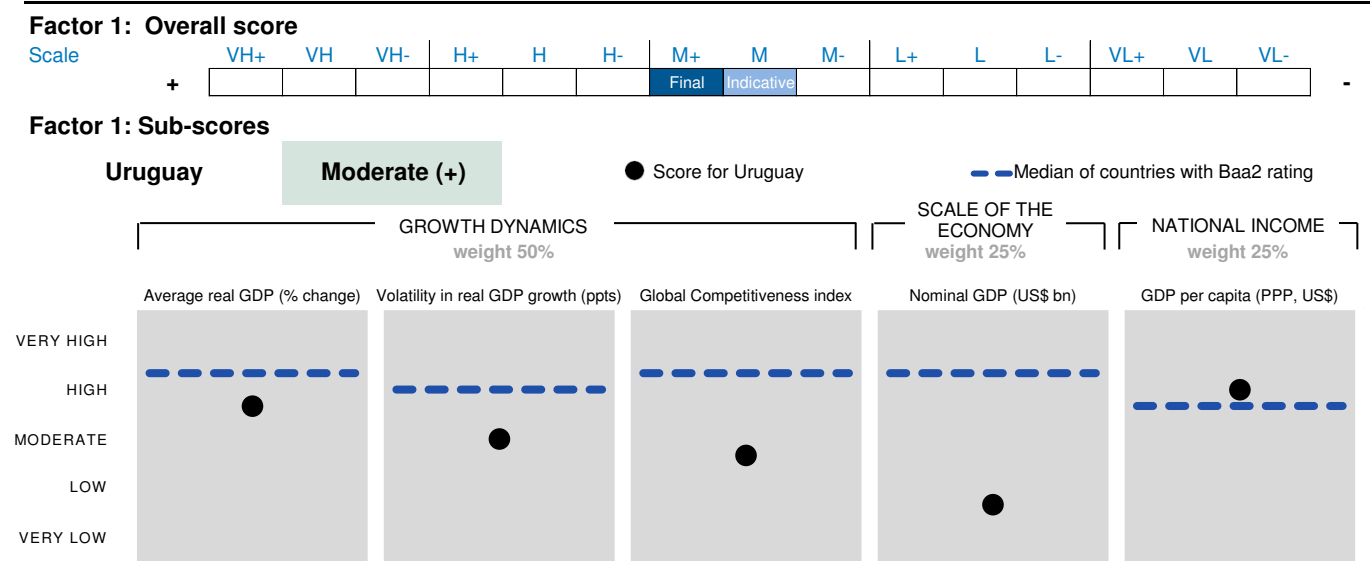 Factor 1: Overall score
Scale VH+ VH VH- H+ H H- M+ M M- L+ L L- VL+ VL VL-
+ Final Indicative -
Factor 1: Sub-scores
Uruguay Moderate (+) Score for Uruguay Median of countries with Baa2 rating
GROWTH DYNAMICS
weight 50%
SCALE OF THE
ECONOMY
weight 25%
NATIONAL INCOME
weight 25%
Average real GDP (% change) Volatility in real GDP growth (ppts) Global Competitiveness index Nominal GDP (US$ bn) GDP per capita (PPP, US$)
VERY HIGH
HIGH
MODERATE
LOW
VERY LOW